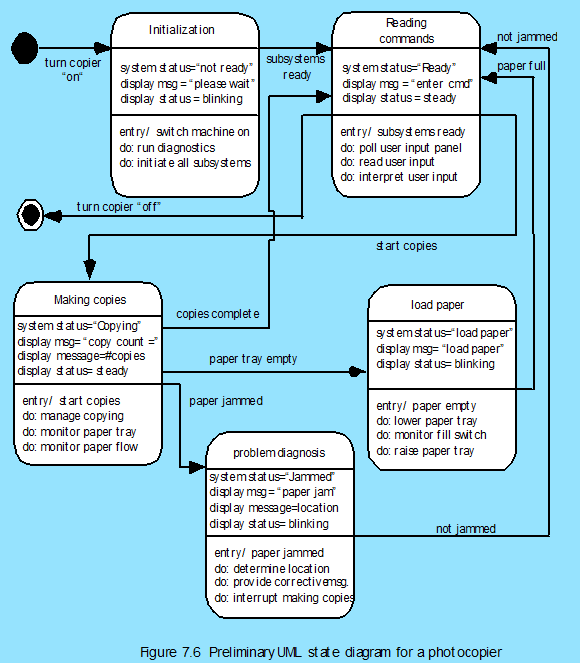 Initialization
system status="not ready"
display msg = "please wait"
display status = blinking
entry/ switch machine on
do: run diagnostics
do: initiate all subsystems
turn copier
"on"
subsystems
ready
Reading
commands
system status="Ready"
display msg = "enter cmd"
display status = steady
entry/ subsystems ready
do: poll user input panel
do: read user input
do: interpret user input
not jammed
paper full
turn copier "off"
start copies
Making copies
system status="Copying"
display msg= "copy count ="
display message=#copies
display status= steady
entry/ start copies
do: manage copying
do: monitor paper tray
do: monitor paper flow
copies complete
paper tray empty
paper jammed
load paper
system status="load paper"
display msg= "load paper"
display status= blinking
entry/ paper empty
do: lower paper tray
do: monitor fill switch
do: raise paper tray
problem diagnosis
system status="Jammed"
display msg = "paper jam"
display message=location
display status= blinking
entry/ paper jammed
do: determine location
do: provide correctivemsg.
do: interrupt making copies
not jammed
Figure 7.6 Preliminary UML state diagram for a photocopier